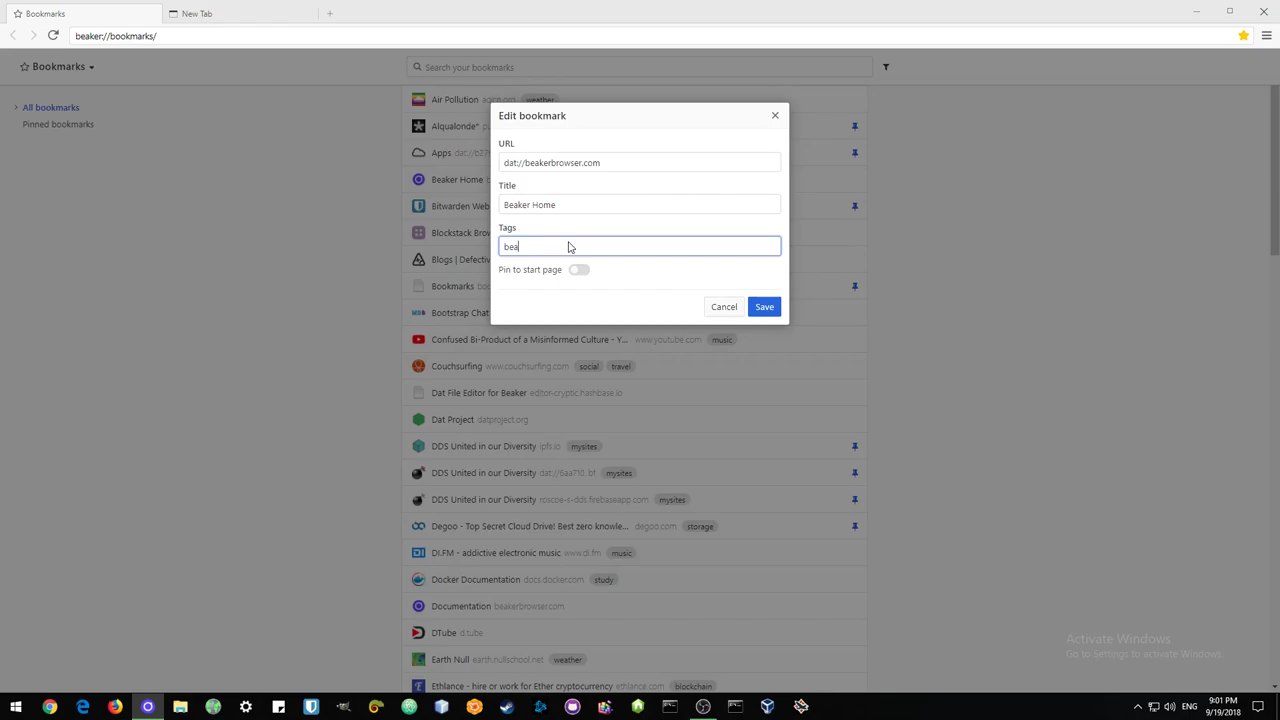 Bookmarks
New Tab
beaker://bookmarks/
Bookmarks
Search your bookmarks
All bookmarks
Pinned bookmarks
Air Pollution aqicn.org weather
Alqualonde*
Apps
Beaker Home
Bitwarden Web
Blockstack Brow
Blogs | Defectiv
Bookmarks
Bootstrap Chat
Edit bookmark
URL
dat://beakerbrowser.com
Title
Beaker Home
Tags
bea
Pin to start page
Cancel
Save
Confused Bi-Product of a Misinformed Culture - Y... www.youtube.com music
Couchsurfing www.couchsurfing.com social travel
Dat File Editor for Beaker editor-cryptic.hashbase.io
Dat Project datproject.org
DDS United in our Diversity ipfs.io mysites
DDS United in our Diversity dat://6aa710..bf mysites
DDS United in our Diversity roscoe-s-dds.firebaseapp.com mysites
Degoo - Top Secret Cloud Drive! Best zero knowle... degoo.com storage
DI.FM - addictive electronic music www.di.fm music
Docker Documentation docs.docker.com study
Documentation beakerbrowser.com
DTube d.tube
Earth Null earth.nullschool.net weather
Ethlance - hire or work for Ether cryptocurrency ethlance.com blockchain
Activate Windows
Go to Settings to activate Windows.
ENG
9:01 PM
9/19/2018